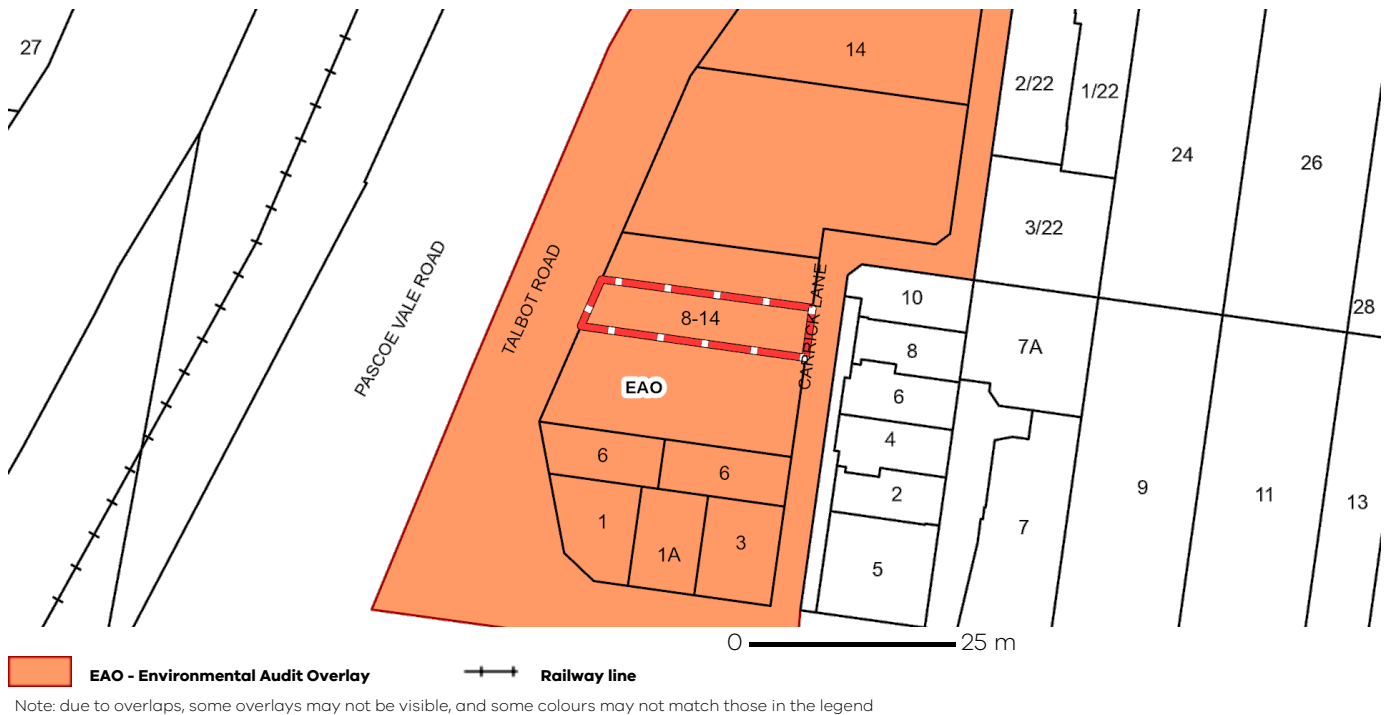 27
14
2/22
1/22
24
26
3/22
PASCOE VALE ROAD
TALBOT ROAD
CARRICK LANE
8-14
10
28
8
7A
EAO
6
4
6
6
2
9
11
13
1
1A
3
7
5
0 25 m
EAO - Environmental Audit Overlay
Railway line
Note: due to overlaps, some overlays may not be visible, and some colours may not match those in the legend